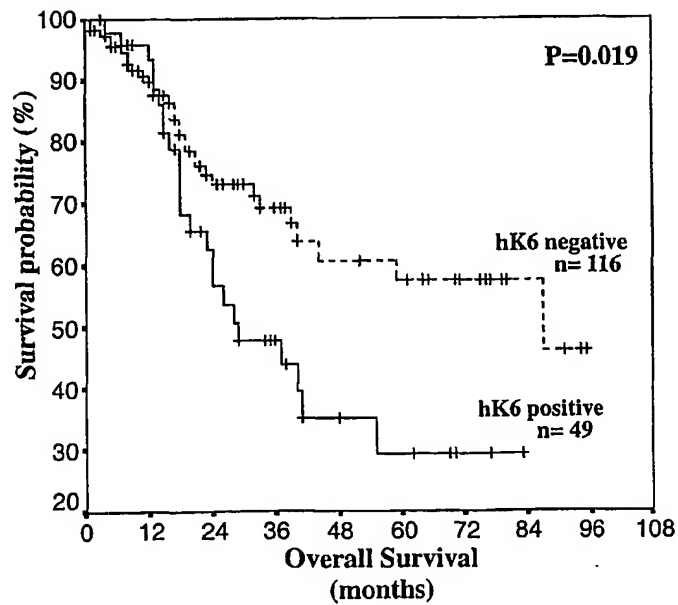 P=0.019
Survival probability (%)
100
90
80
70
60
50
40
30
20
hK6 negative
n= 116
hK6 positive
n= 49
0 12 24 36 48 60 72 84 96 108
Overall Survival
(months)